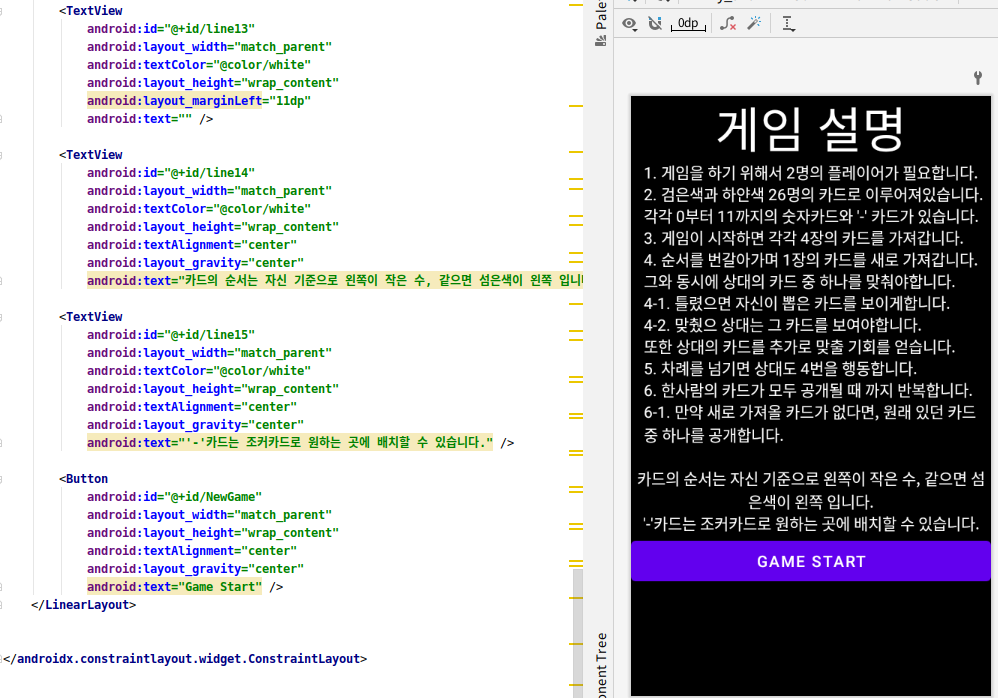 <TextView
android:id="@+id/line13"
android:layout_width="match_parent"
android:textColor="@color/white"
android:layout_height="wrap_content"
android:layout_marginLeft="11dp"
android:text="" />
<TextView
android:id="@+id/line14"
android:layout_width="match_parent"
android:textColor="@color/white"
android:layout_height="wrap_content"
android:textAlignment="center"
android:layout_gravity="center"
android:text="카드의 순서는 자신 기준으로 왼쪽이 작은 수, 같으면 섬은색이 왼쪽 입니
<TextView
android:id="@+id/line15"
android:layout_width="match_parent"
android:textColor="@color/white"
android:layout_height="wrap_content"
android:textAlignment="center"
android:layout_gravity="center"
android:text="'-'카드는 조커카드로 원하는 곳에 배치할 수 있습니다." />
<Button
android:id="@+id/NewGame"
android:layout_width="match_parent"
android:layout_height="wrap_content"
android:textAlignment="center"
android:layout_gravity="center"
android:text="Game Start" />
</LinearLayout>
</androidx.constraintlayout.widget.ConstraintLayout>
Pale
onent Tree
0dp
게임 설명
1. 게임을 하기 위해서 2명의 플레이어가 필요합니다.
2. 검은색과 하얀색 26명의 카드로 이루어져있습니다.
각각 0부터 11까지의 숫자카드와 '-' 카드가 있습니다.
3. 게임이 시작하면 각각 4장의 카드를 가져갑니다.
4. 순서를 번갈아가며 1장의 카드를 새로 가져갑니다.
그와 동시에 상대의 카드 중 하나를 맞춰야합니다.
4-1. 틀렸으면 자신이 뽑은 카드를 보이게합니다.
4-2. 맞췄으 상대는 그 카드를 보여야합니다.
또한 상대의 카드를 추가로 맞출 기회를 얻습니다.
5. 차례를 넘기면 상대도 4번을 행동합니다.
6. 한사람의 카드가 모두 공개될 때 까지 반복합니다.
6-1. 만약 새로 가져올 카드가 없다면, 원래 있던 카드
중 하나를 공개합니다.
카드의 순서는 자신 기준으로 왼쪽이 작은 수, 같으면 섬
은색이 왼쪽 입니다.
'-'카드는 조커카드로 원하는 곳에 배치할 수 있습니다.
GAME START